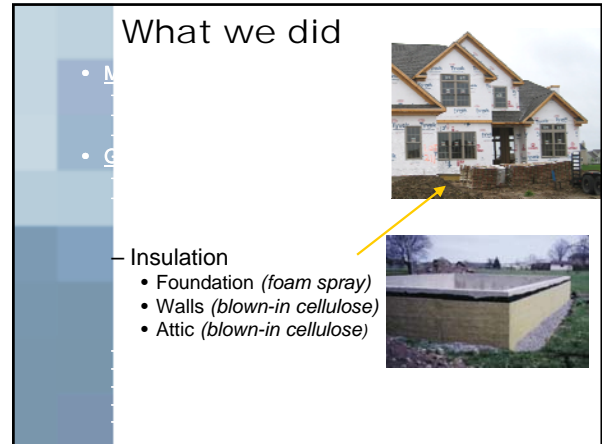 What we did
• M
• G
– Insulation
• Foundation (foam spray)
• Walls (blown-in cellulose)
• Attic (blown-in cellulose)